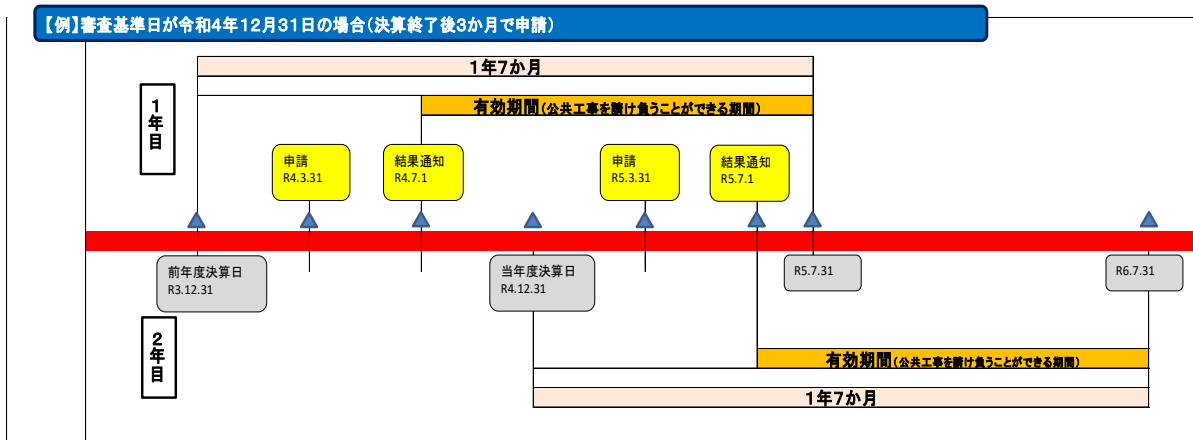 【例】審査基準日が令和4年12月31日の場合(決算終了後3か月で申請)
1年7か月
有効期間(公共工事を請け負うことができる期間)
1年目
申請
R4.3.31
結果通知
R4.7.1
申請
R5.3.31
結果通知
R5.7.1
前年度決算日
R3.12.31
当年度決算日
R4.12.31
R5.7.31
R6.7.31
2年目
有効期間(公共工事を請け負うことができる期間)
1年7か月